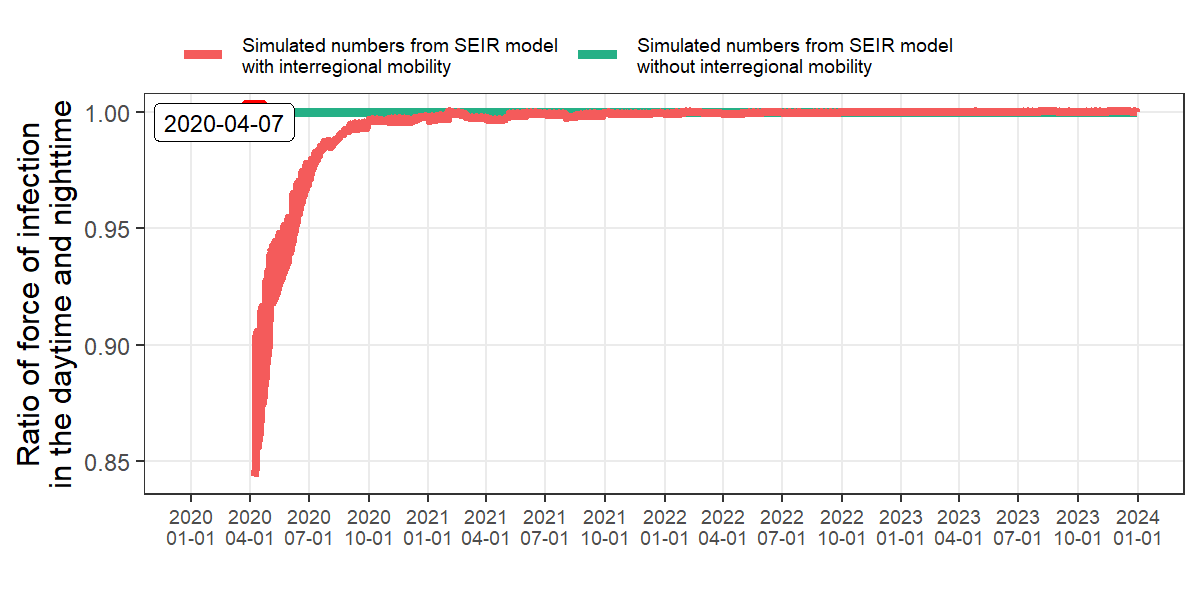 Simulated numbers from SEIR model
with interregional mobility
Simulated numbers from SEIR model
without interregional mobility
Ratio of force of infection
in the daytime and nighttime
1.00
0.95
0.90
0.85
2020-04-07
2020 2020 2020 2020 2021 2021 2021 2021 2022 2022 2022 2022 2023 2023 2023 2023 2024
01-01 04-01 07-01 10-01 01-01 04-01 07-01 10-01 01-01 04-01 07-01 10-01 01-01 04-01 07-01 10-01 01-01